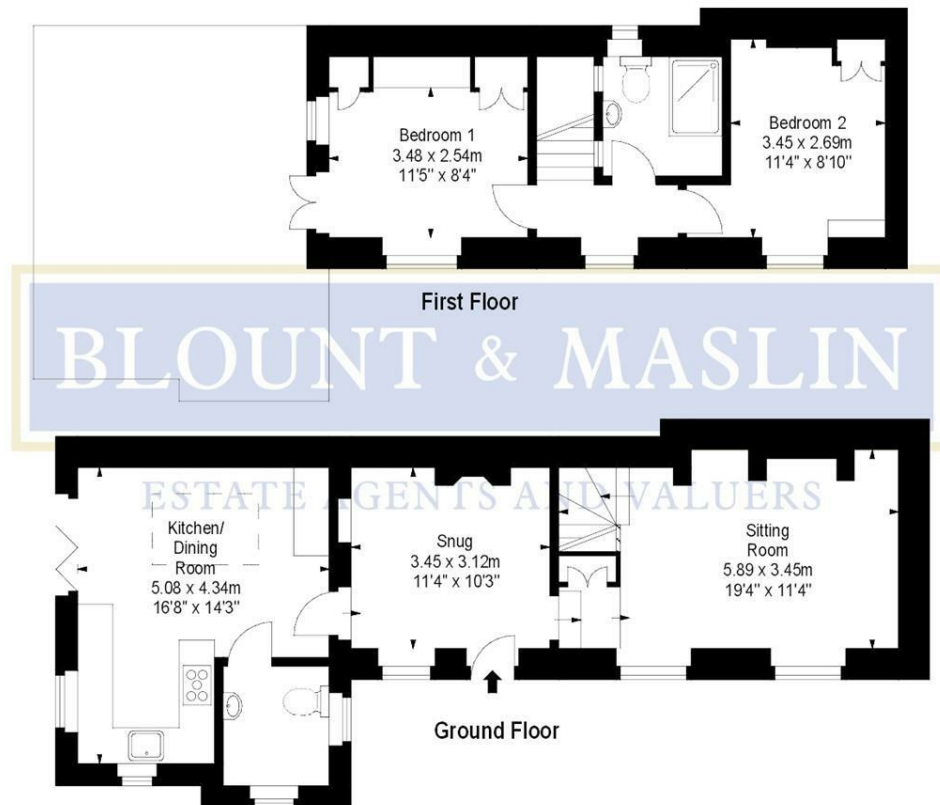 Bedroom 1
3.48 x 2.54m
11'5" x 8'4"
Bedroom 2
3.45 x 2.69m
11'4" x 8'10"
First Floor
BLOUNT & MASLIN
ESTATE AGENTS AND VALUERS
Kitchen/
Dining
Room
5.08 x 4.34m
16'8" x 14'3"
Snug
3.45 x 3.12m
11'4" x 10'3"
Sitting
Room
5.89 x 3.45m
19'4" x 11'4"
Ground Floor